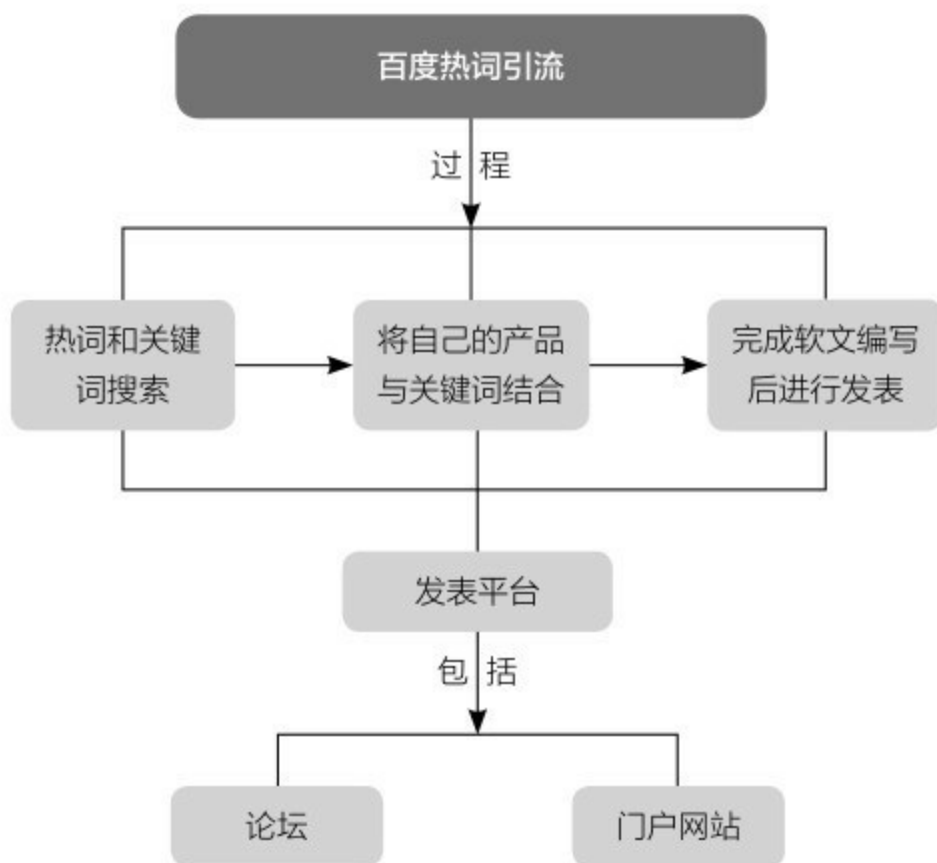 百度热词引流
过程
热词和关键
词搜索
将自己的产品
与关键词结合
完成软文编写
后进行发表
发表平台
包括
论坛
门户网站